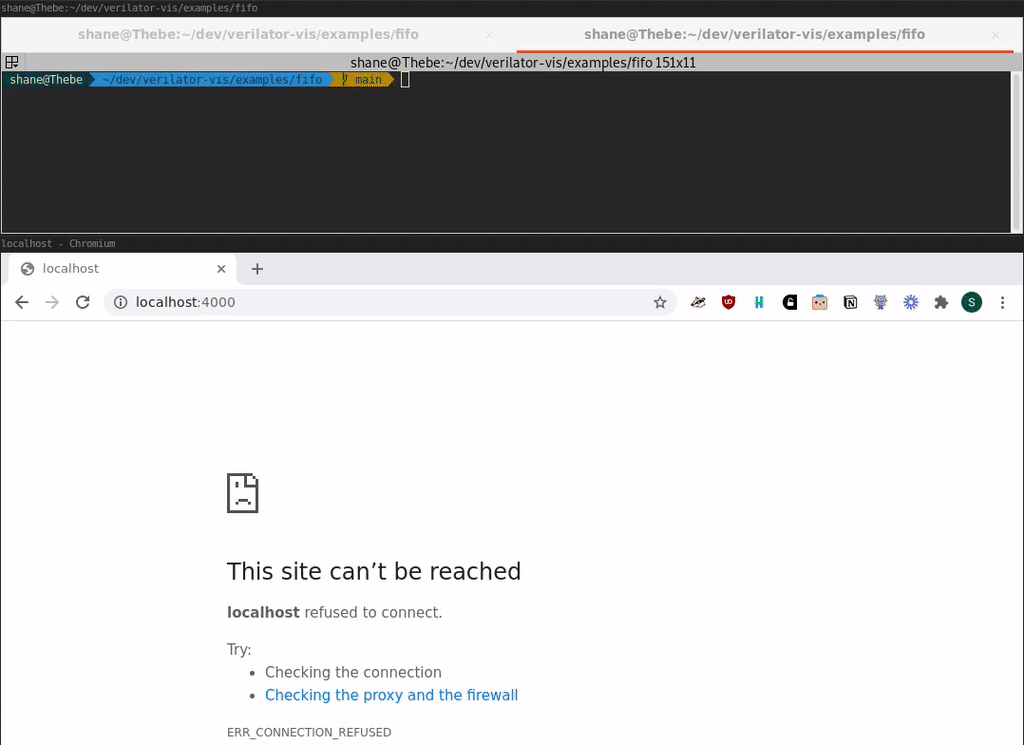 shane@Thebe:~/dev/verilator-vis/examples/fifo
shane@Thebe:~/dev/verilator-vis/examples/fifo × shane@Thebe:~/dev/verilator-vis/examples/fifo ×
shane@Thebe:~/dev/verilator-vis/examples/fifo 151x11
shane@Thebe ~/dev/verilator-vis/examples/fifo main
localhost - Chromium
localhost
localhost:4000
S
This site can’t be reached
localhost refused to connect.
Try:
• Checking the connection
• Checking the proxy and the firewall
ERR_CONNECTION_REFUSED